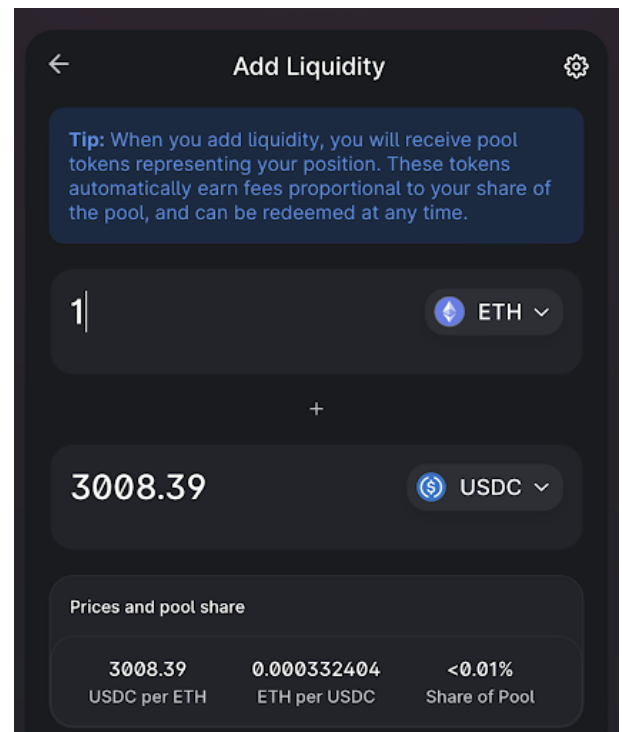 Add Liquidity
Tip: When you add liquidity, you will receive pool
tokens representing your position. These tokens
automatically earn fees proportional to your share of
the pool, and can be redeemed at any time.
1 ETH
+
3008.39 USDC
Prices and pool share
3008.39 0.000332404 <0.01%
USDC per ETH ETH per USDC Share of Pool